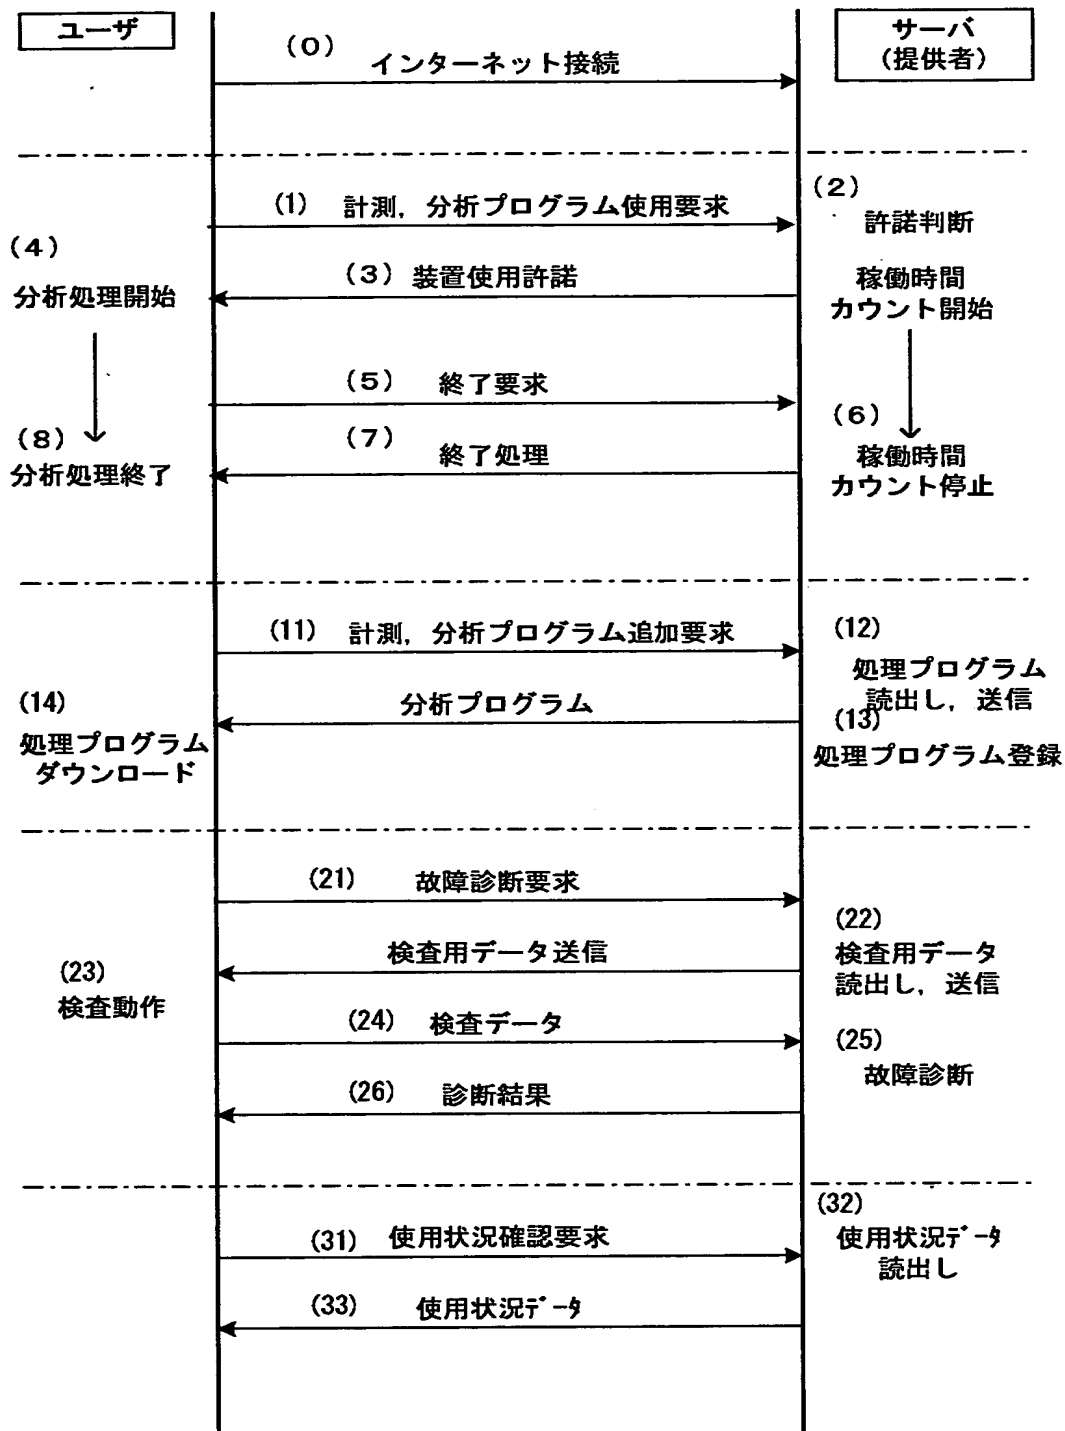 ユーザ
サーバ
(提供者)
(0)
インターネット接続
(1) 計測, 分析プログラム使用要求
(2)
許諾判断
(4)
分析処理開始
(3) 装置使用許諾
稼働時間
カウント開始
(5) 終了要求
(6)
稼働時間
カウント停止
(7)
終了処理
(8)
分析処理終了
(11) 計測, 分析プログラム追加要求
(12)
処理プログラム
読出し, 送信
分析プログラム
(13)
処理プログラム登録
(14)
処理プログラム
ダウンロード
(21) 故障診断要求
(22)
検査用データ
読出し, 送信
検査用データ送信
(23)
検査動作
(24) 検査データ
(25)
故障診断
(26) 診断結果
(31) 使用状況確認要求
(32)
使用状況ﾃﾞｰﾀ
読出し
(33) 使用状況ﾃﾞｰﾀ